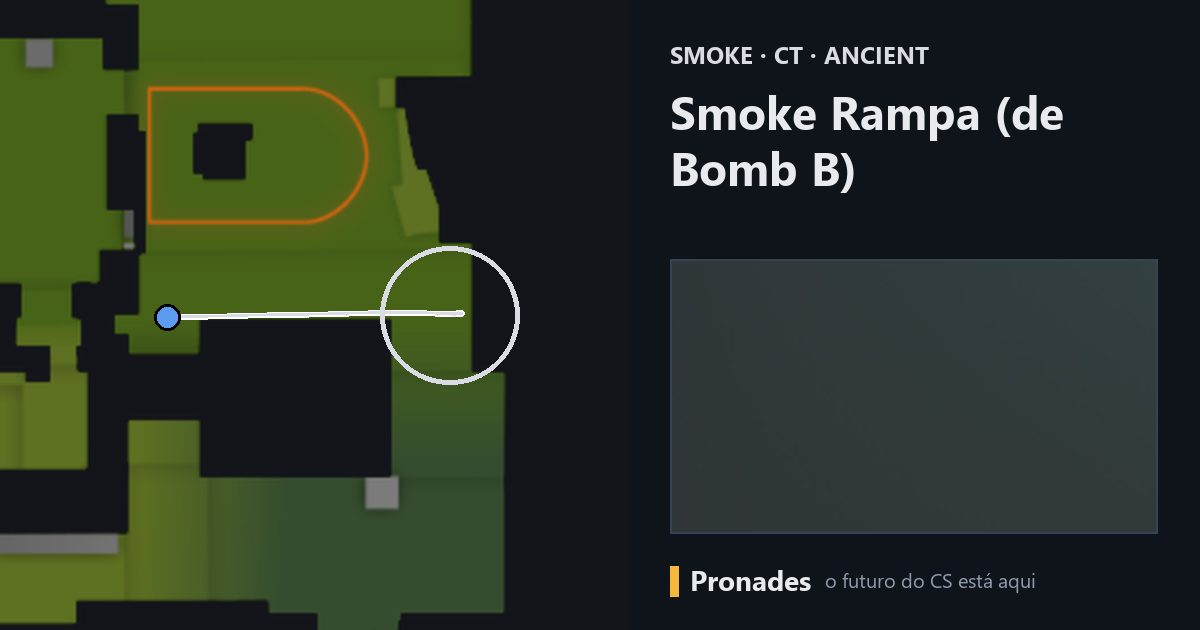 SMOKE · CT · ANCIENT
Smoke Rampa (de
Bomb B)
Pronades o futuro do CS está aqui